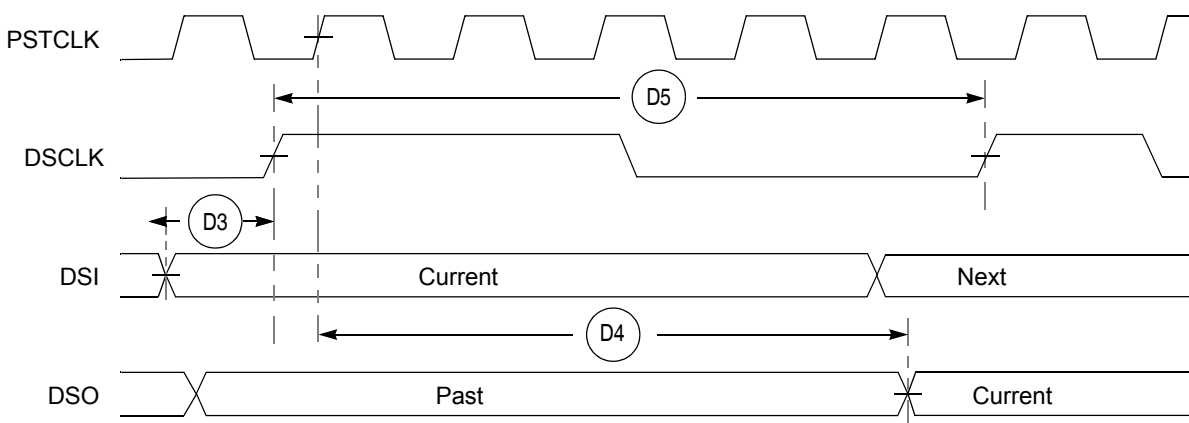 PSTCLK
D5
DSCLK
D3
DSI
Current
Next
D4
DSO
Past
Current